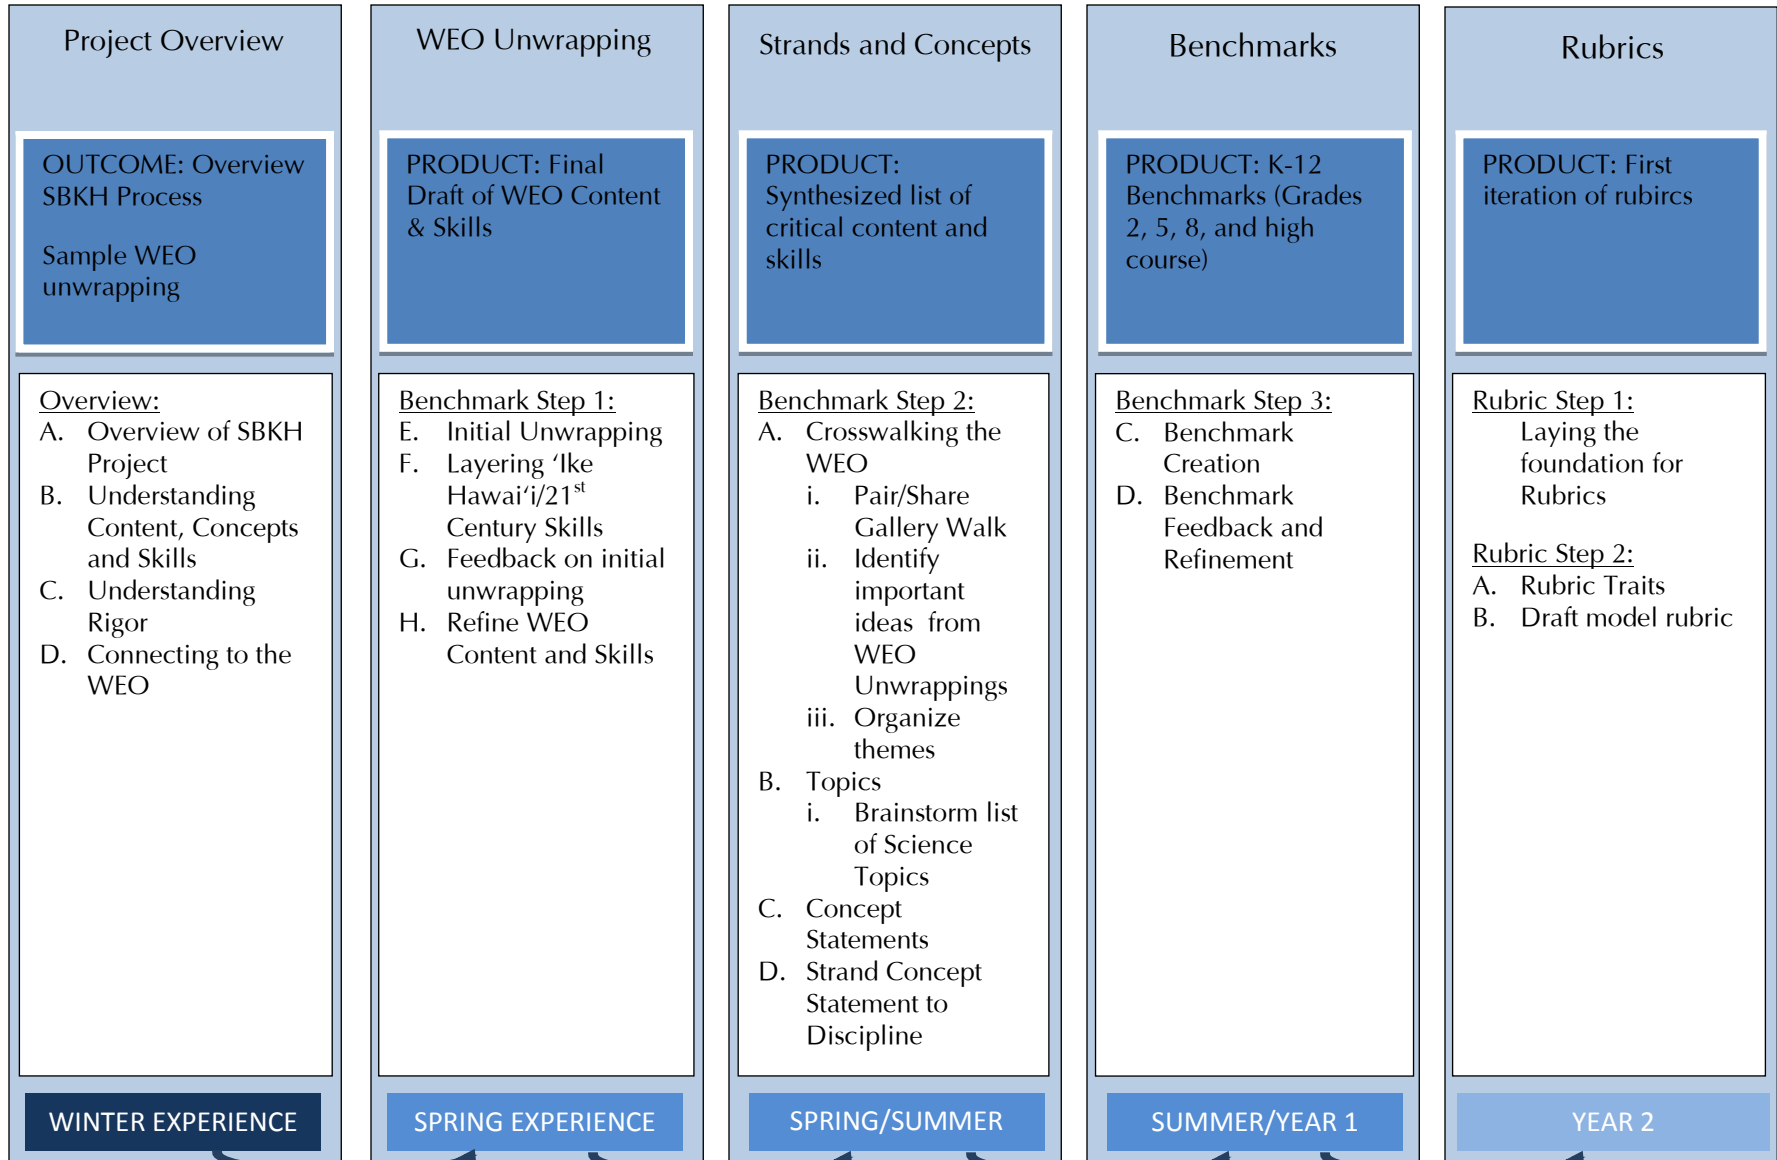 Project Overview
OUTCOME: Overview
SBKH Process
Sample WEO
unwrapping
Overview:
A. Overview of SBKH
Project
B. Understanding
Content, Concepts
and Skills
C. Understanding
Rigor
D. Connecting to the
WEO
WINTER EXPERIENCE
WEO Unwrapping
PRODUCT: Final
Draft of WEO Content
& Skills
Benchmark Step 1:
E. Initial Unwrapping
F. Layering ‘Ike
Hawai‘i/21st
Century Skills
G. Feedback on initial
unwrapping
H. Refine WEO
Content and Skills
SPRING EXPERIENCE
Strands and Concepts
PRODUCT:
Synthesized list of
critical content and
skills
Benchmark Step 2:
A. Crosswalking the
WEO
i. Pair/Share
Gallery Walk
ii. Identify
important
ideas from
WEO
Unwrappings
iii. Organize
themes
B. Topics
i. Brainstorm list
of Science
Topics
C. Concept
Statements
D. Strand Concept
Statement to
Discipline
SPRING/SUMMER
Benchmarks
PRODUCT: K-12
Benchmarks (Grades
2, 5, 8, and high
course)
Benchmark Step 3:
C. Benchmark
Creation
D. Benchmark
Feedback and
Refinement
SUMMER/YEAR 1
Rubrics
PRODUCT: First
iteration of rubircs
Rubric Step 1:
Laying the
foundation for
Rubrics
Rubric Step 2:
A. Rubric Traits
B. Draft model rubric
YEAR 2